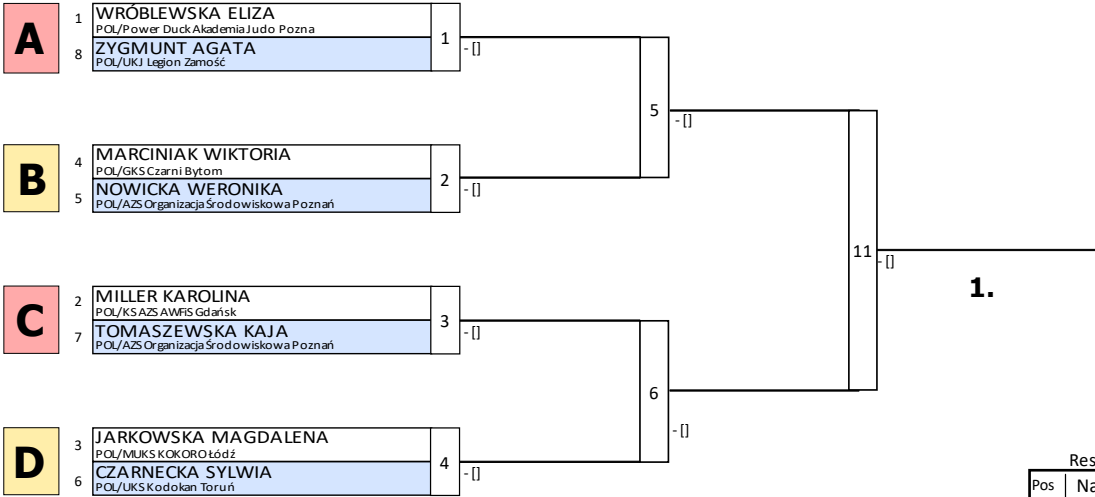 A
1 WRÓBLEWSKA ELIZA
POL/Power Duck Akademia Judo Pozna
8 ZYGMUNT AGATA
POL/UKJ Legion Zamość
1
- []
5
- []
B
4 MARCINIAK WIKTORIA
POL/GKS Czarni Bytom
5 NOWICKA WERONIKA
POL/AZS Organizacja Środowiskowa Poznań
2
- []
11
- []
1.
C
2 MILLER KAROLINA
POL/KS AZS AWFiS Gdańsk
7 TOMASZEWSKA KAJA
POL/AZS Organizacja Środowiskowa Poznań
3
- []
6
- []
D
3 JARKOWSKA MAGDALENA
POL/MUKS KOKORO Łódź
6 CZARNECKA SYLWIA
POL/UKS Kodokan Toruń
4
- []
Res
Pos Na